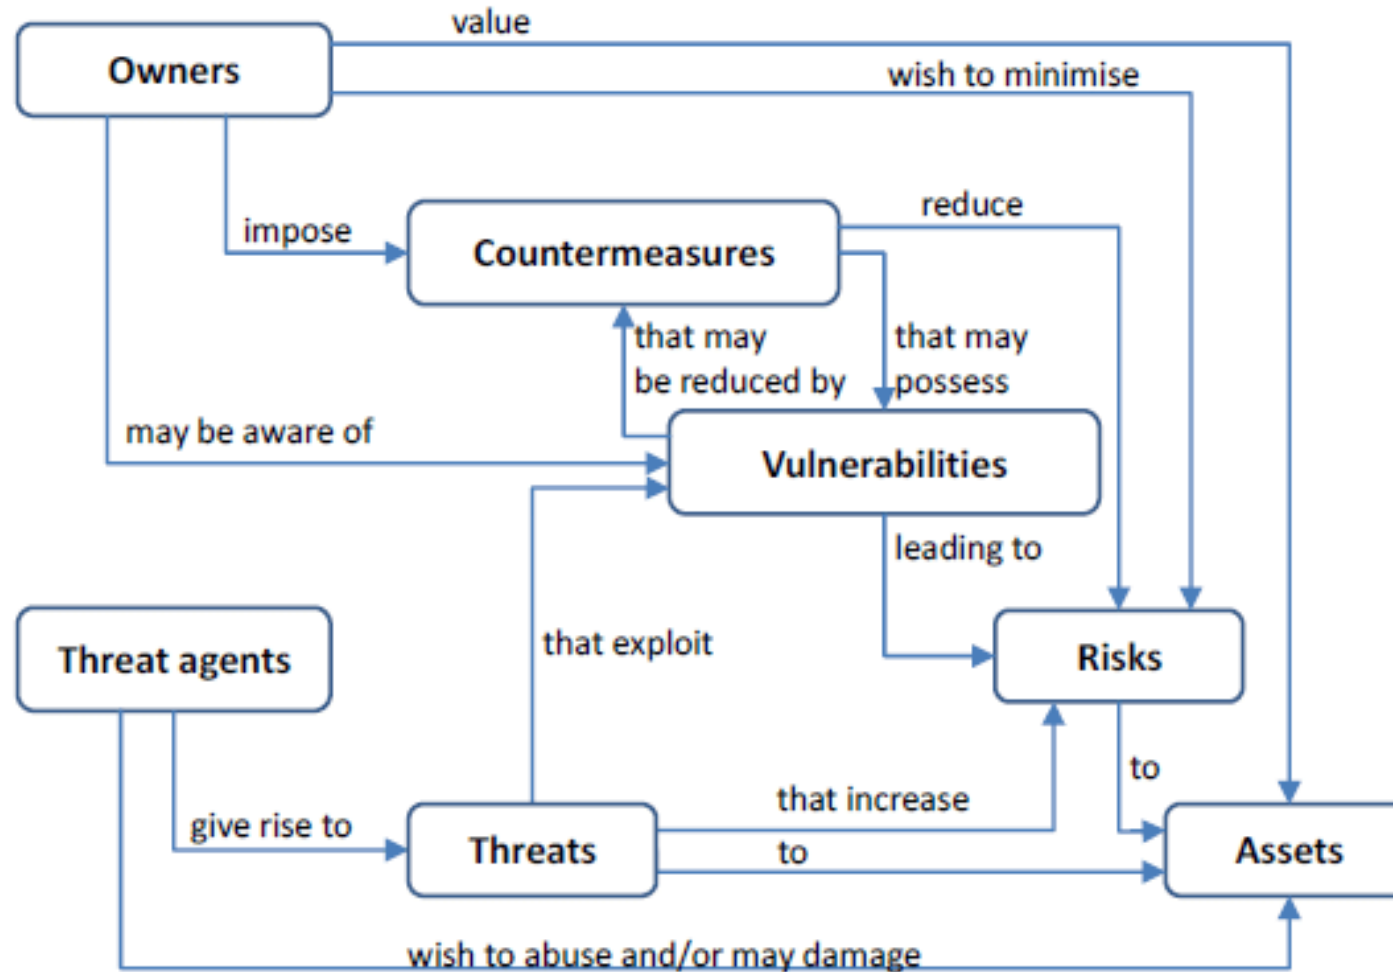 value
Owners
wish to minimise
reduce
impose
Countermeasures
that may
be reduced by
that may
possess
may be aware of
Vulnerabilities
leading to
that exploit
Threat agents
Risks
to
that increase
give rise to
Threats
to
Assets
wish to abuse and/or may damage